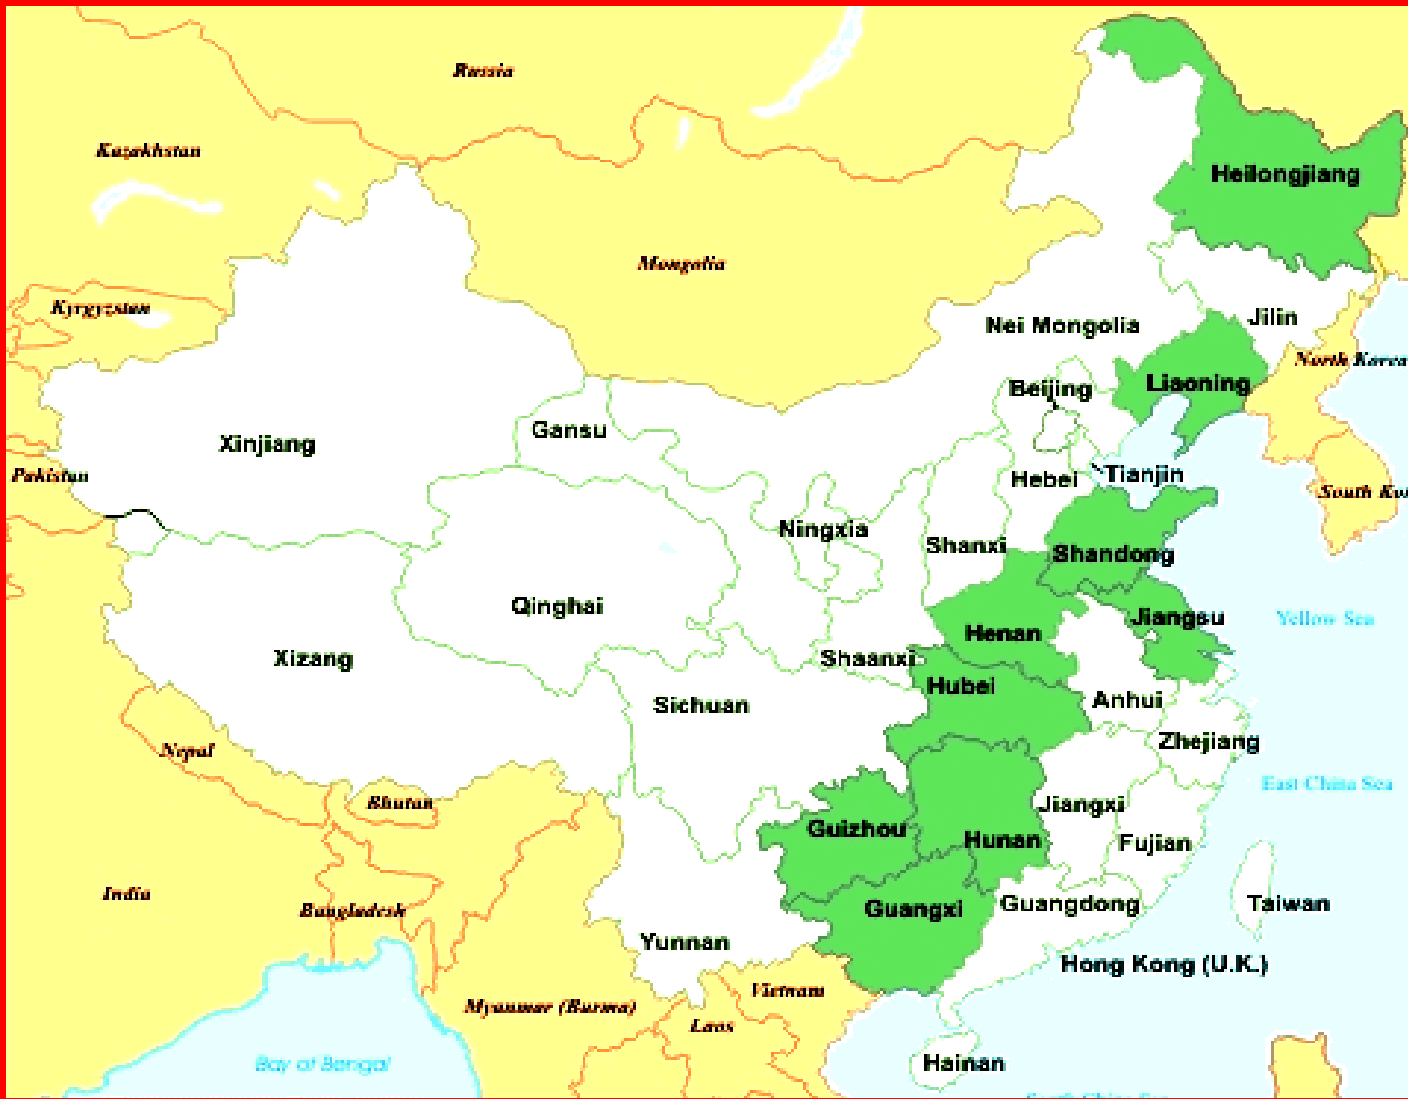 Russia
Kazakhstan
Heilongjiang
Mongolia
Kyrgyzstan
Jilin
Nei Mongolia
North Korea
Liaoning
Beijing
Gansu
Xinjiang
Pakistan
Hebei
Tianjin
South Kor
Ningxia
Shanxi
Shandong
Qinghai
Jiangsu
Yellow Sea
Henan
Xizang
Shaanxi
Hubei
Sichuan
Anhui
Zhejiang
Nepal
East China Sea
Bhutan
Jiangxi
Guizhou
Hunan
Fujian
India
Bangladesh
Guangxi
Guangdong
Taiwan
Yunnan
Hong Kong (U.K.)
Vietnam
Myanmar (Burma)
Laos
Bay of Bengal
Hainan